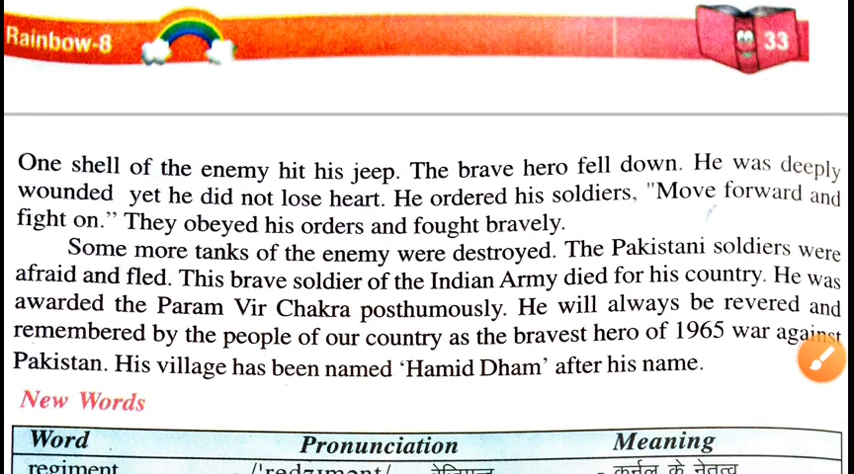 Rainbow-8
33
One shell of the enemy hit his jeep. The brave hero fell down. He was deeply
wounded yet he did not lose heart. He ordered his soldiers, "Move forward and
fight on.” They obeyed his orders and fought bravely.
Some more tanks of the enemy were destroyed. The Pakistani soldiers were
afraid and fled. This brave soldier of the Indian Army died for his country. He was
awarded the Param Vir Chakra posthumously. He will always be revered and
remembered by the people of our country as the bravest hero of 1965 war against
Pakistan. His village has been named ‘Hamid Dham’ after his name.
New Words
Word Pronunciation Meaning
regiment - कर्नल के नेतृत्व